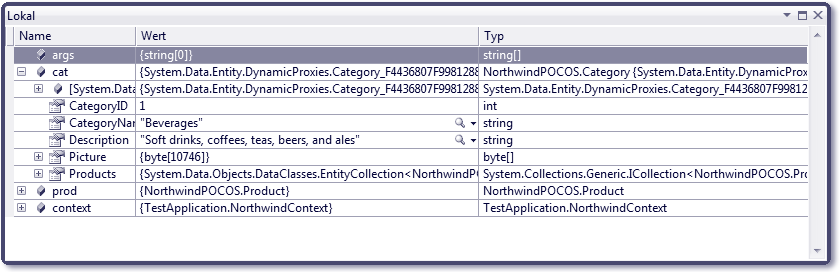 Lokal
Name Wert Typ
args {string[0]} string[]
cat {System.Data.Entity.DynamicProxies.Category_F4436807F9981288 NorthwindPOCOS.Category {System.Data.Entity.DynamicProx
[System.Data {System.Data.Entity.DynamicProxies.Category_F4436807F9981288 System.Data.Entity.DynamicProxies.Category_F4436807F99812
CategoryID 1 int
CategoryNar "Beverages" string
Description "Soft drinks, coffees, teas, beers, and ales" string
Picture {byte[10746]} byte[]
Products {System.Data.Objects.DataClasses.EntityCollection<NorthwindPO System.Collections.Generic.ICollection<NorthwindPOCOS.Pro
prod {NorthwindPOCOS.Product} NorthwindPOCOS.Product
context {TestApplication.NorthwindContext} TestApplication.NorthwindContext